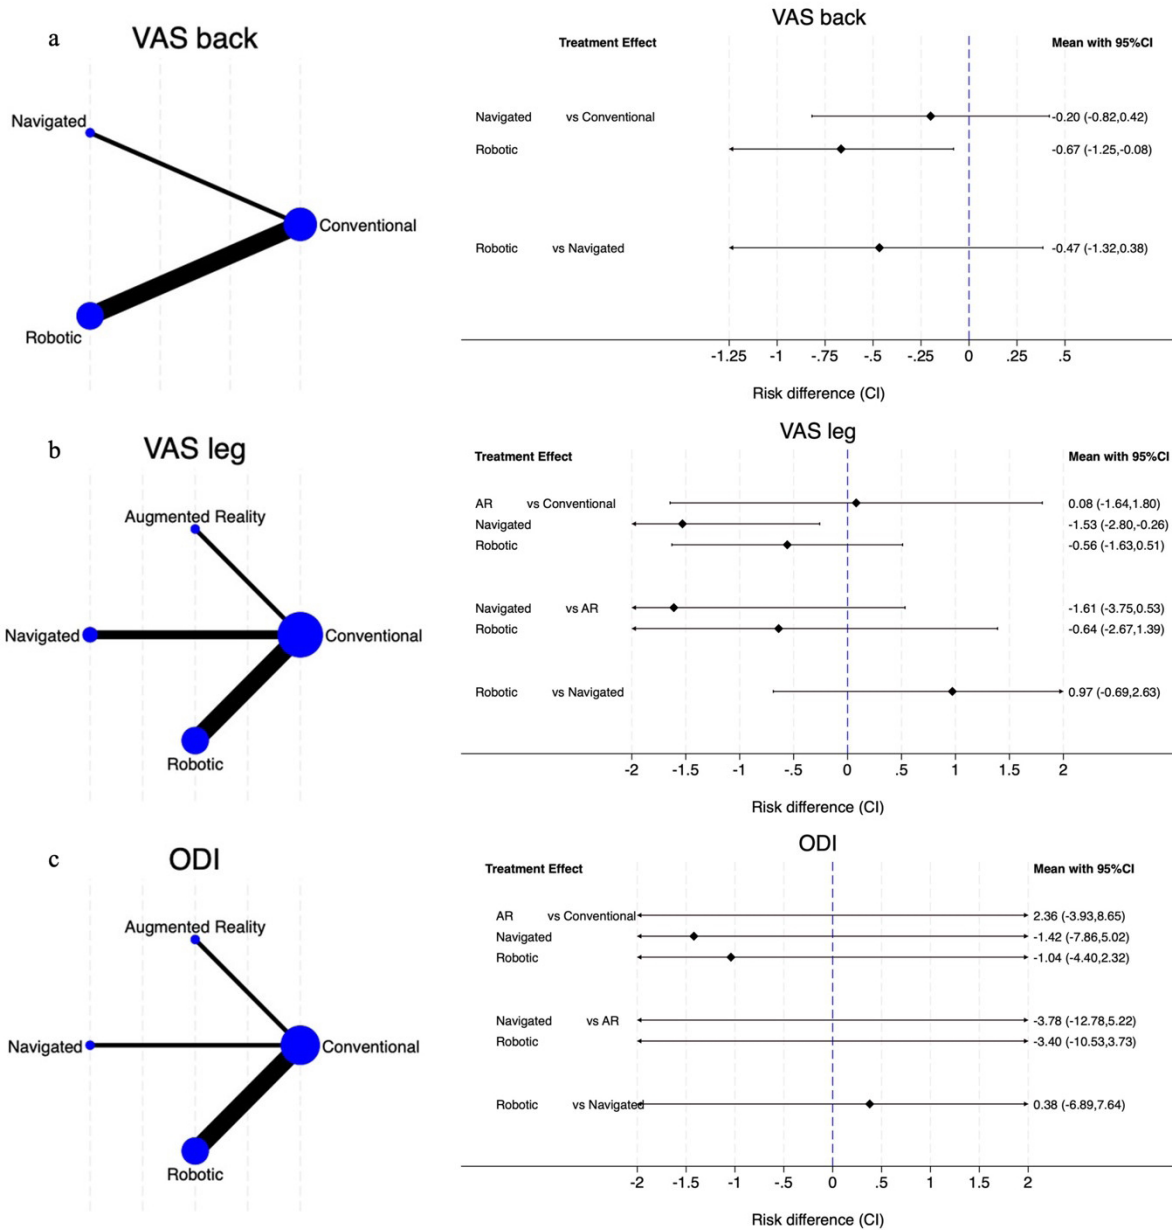 a
VAS back
Navigated
Conventional
Robotic
VAS back
Treatment Effect Mean with 95%CI
Navigated vs Conventional -0.20 (-0.82,0.42)
Robotic -0.67 (-1.25,-0.08)
Robotic vs Navigated -0.47 (-1.32,0.38)
-1.25 -1 -.75 -.5 -.25 0 .25 .5
Risk difference (CI)
b
VAS leg
Augmented Reality
Navigated
Conventional
Robotic
VAS leg
Treatment Effect Mean with 95%CI
AR vs Conventional 0.08 (-1.64,1.80)
Navigated -1.53 (-2.80,-0.26)
Robotic -0.56 (-1.63,0.51)
Navigated vs AR -1.61 (-3.75,0.53)
Robotic -0.64 (-2.67,1.39)
Robotic vs Navigated 0.97 (-0.69,2.63)
-2 -1.5 -1 -.5 0 .5 1 1.5 2
Risk difference (CI)
c
ODI
Augmented Reality
Navigated
Conventional
Robotic
ODI
Treatment Effect Mean with 95%CI
AR vs Conventional 2.36 (-3.93,8.65)
Navigated -1.42 (-7.86,5.02)
Robotic -1.04 (-4.40,2.32)
Navigated vs AR -3.78 (-12.78,5.22)
Robotic -3.40 (-10.53,3.73)
Robotic vs Navigated 0.38 (-6.89,7.64)
-2 -1.5 -1 -.5 0 .5 1 1.5 2
Risk difference (CI)